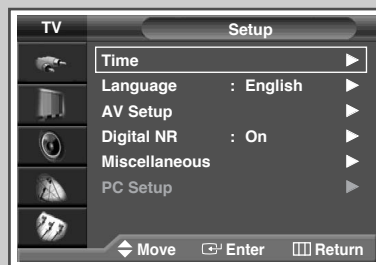 TV Setup
Time
Language : English
AV Setup
Digital NR : On
Miscellaneous
PC Setup
Move Enter Return